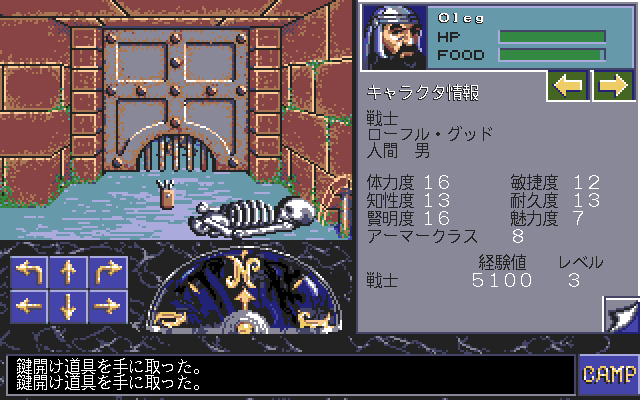 Oleg
HP
FOOD
キャラクタ情報
戦士
ローフル・グッド
人間 男
体力度 16 敏捷度 12
知性度 13 耐久度 13
賢明度 16 魅力度 7
アーマークラス 8
経験値 レベル
戦士 5100 3
N
鍵開け道具を手に取った。
鍵開け道具を手に取った。
CAMP